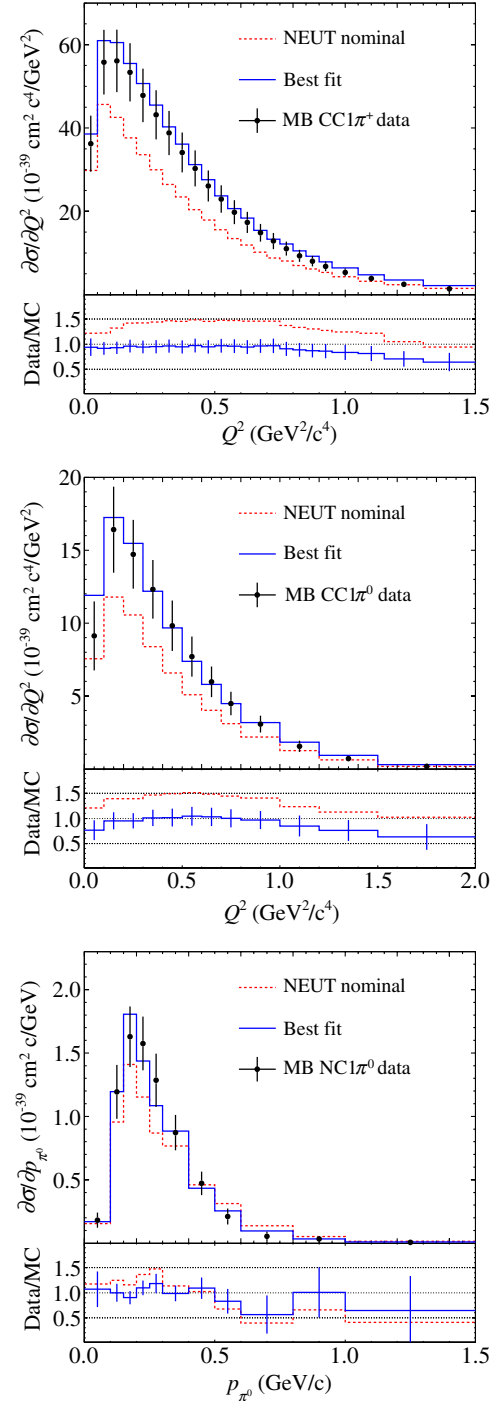 60
40
20
∂σ/∂Q² (10⁻³⁹ cm² c⁴/GeV²)
NEUT nominal
Best fit
MB CC1π⁺ data
1.5
1.0
0.5
Data/MC
0.0 0.5 1.0 1.5
Q² (GeV²/c⁴)
20
15
10
5
∂σ/∂Q² (10⁻³⁹ cm² c⁴/GeV²)
NEUT nominal
Best fit
MB CC1π⁰ data
1.5
1.0
0.5
Data/MC
0.0 0.5 1.0 1.5 2.0
Q² (GeV²/c⁴)
2.0
1.5
1.0
0.5
∂σ/∂p_π⁰ (10⁻³⁹ cm² c/GeV)
NEUT nominal
Best fit
MB NC1π⁰ data
1.5
1.0
0.5
Data/MC
0.0 0.5 1.0 1.5
p_π⁰ (GeV/c)